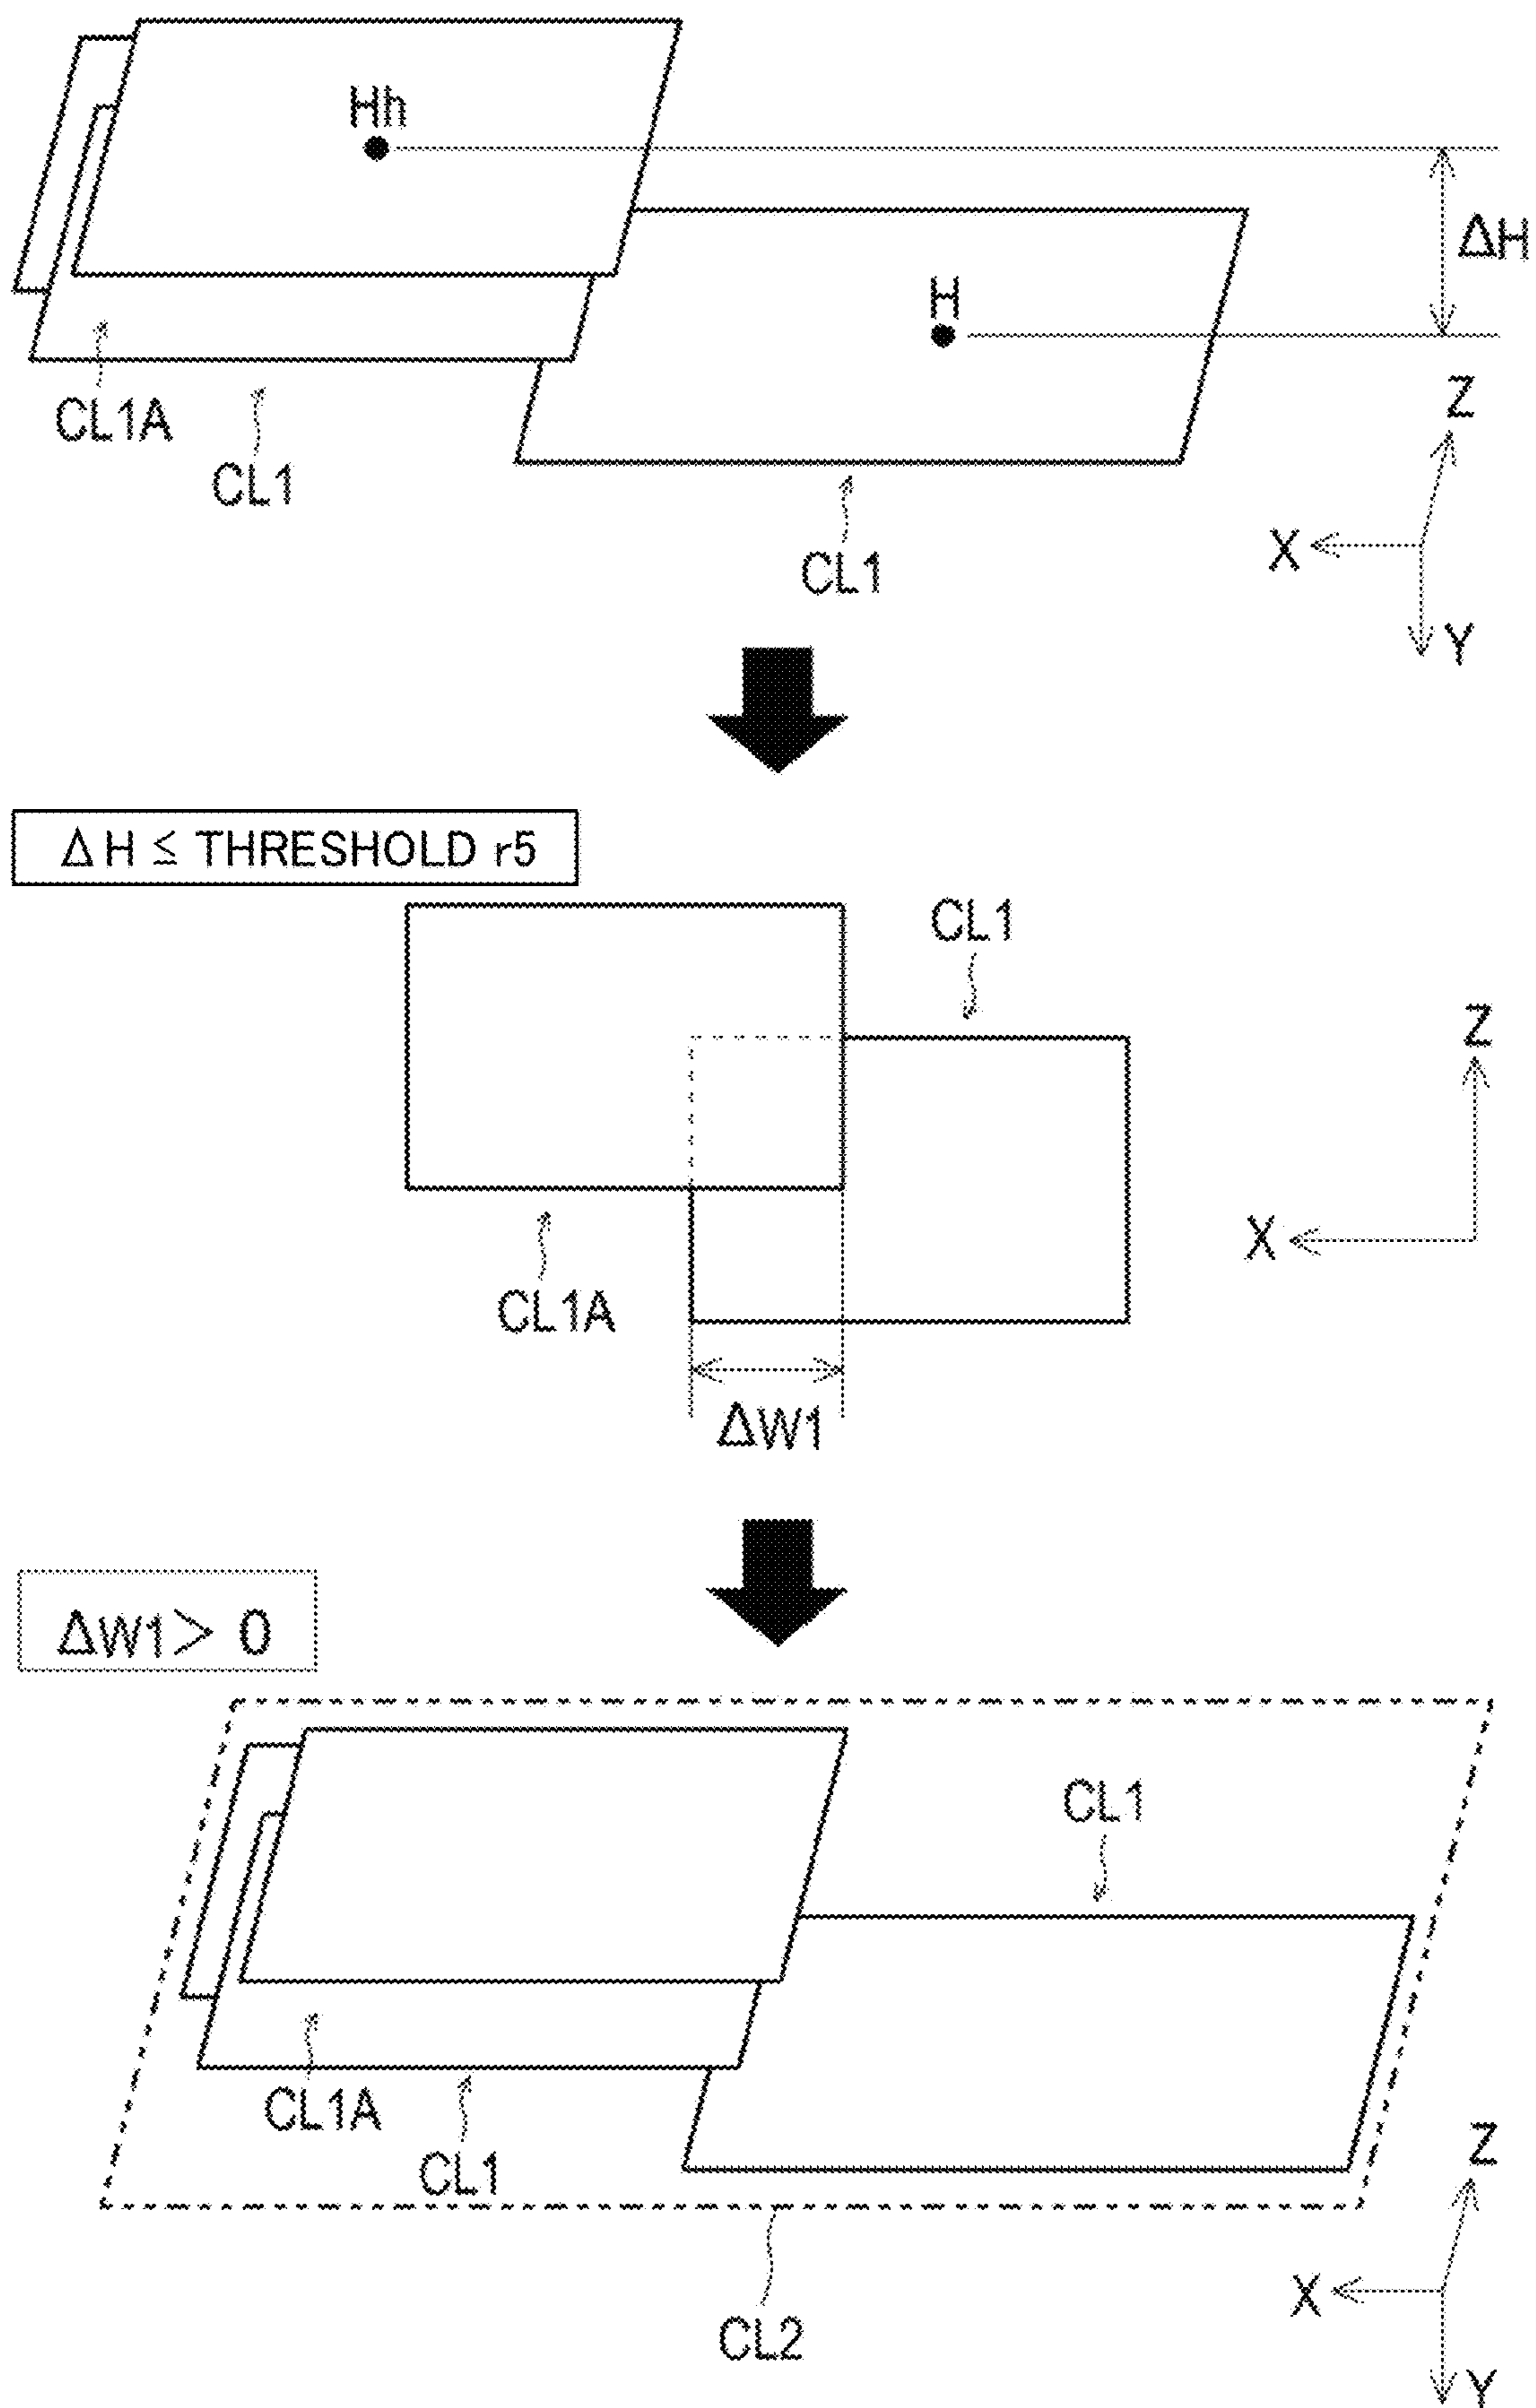 Hh
ΔH
H
CL1A
CL1
CL1
Z
X
Y
ΔH ≦ THRESHOLD r5
CL1
Z
X
CL1A
ΔW1
ΔW1> 0
CL1
CL1A
CL1
Z
X
CL2
Y